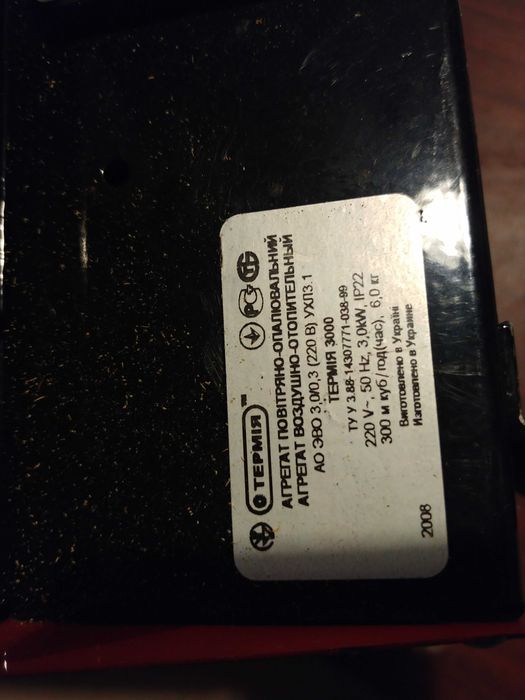 ТЕРМІЯ™
АГРЕГАТ ПОВІТРЯНО-ОПАЛЮВАЛЬНИЙ
АГРЕГАТ ВОЗДУШНО-ОТОПИТЕЛЬНЫЙ
АО ЭВО 3,0/0,3 (220 В) УХЛ3.1
ТЕРМІЯ 3000
ТУ У 3.88-14307771-038-99
220 V~, 50 Hz, 3,0kW, IP22
300 м куб/год(час), 6,0 кг
Виготовлено в Україні
Изготовлено в Украине
2008